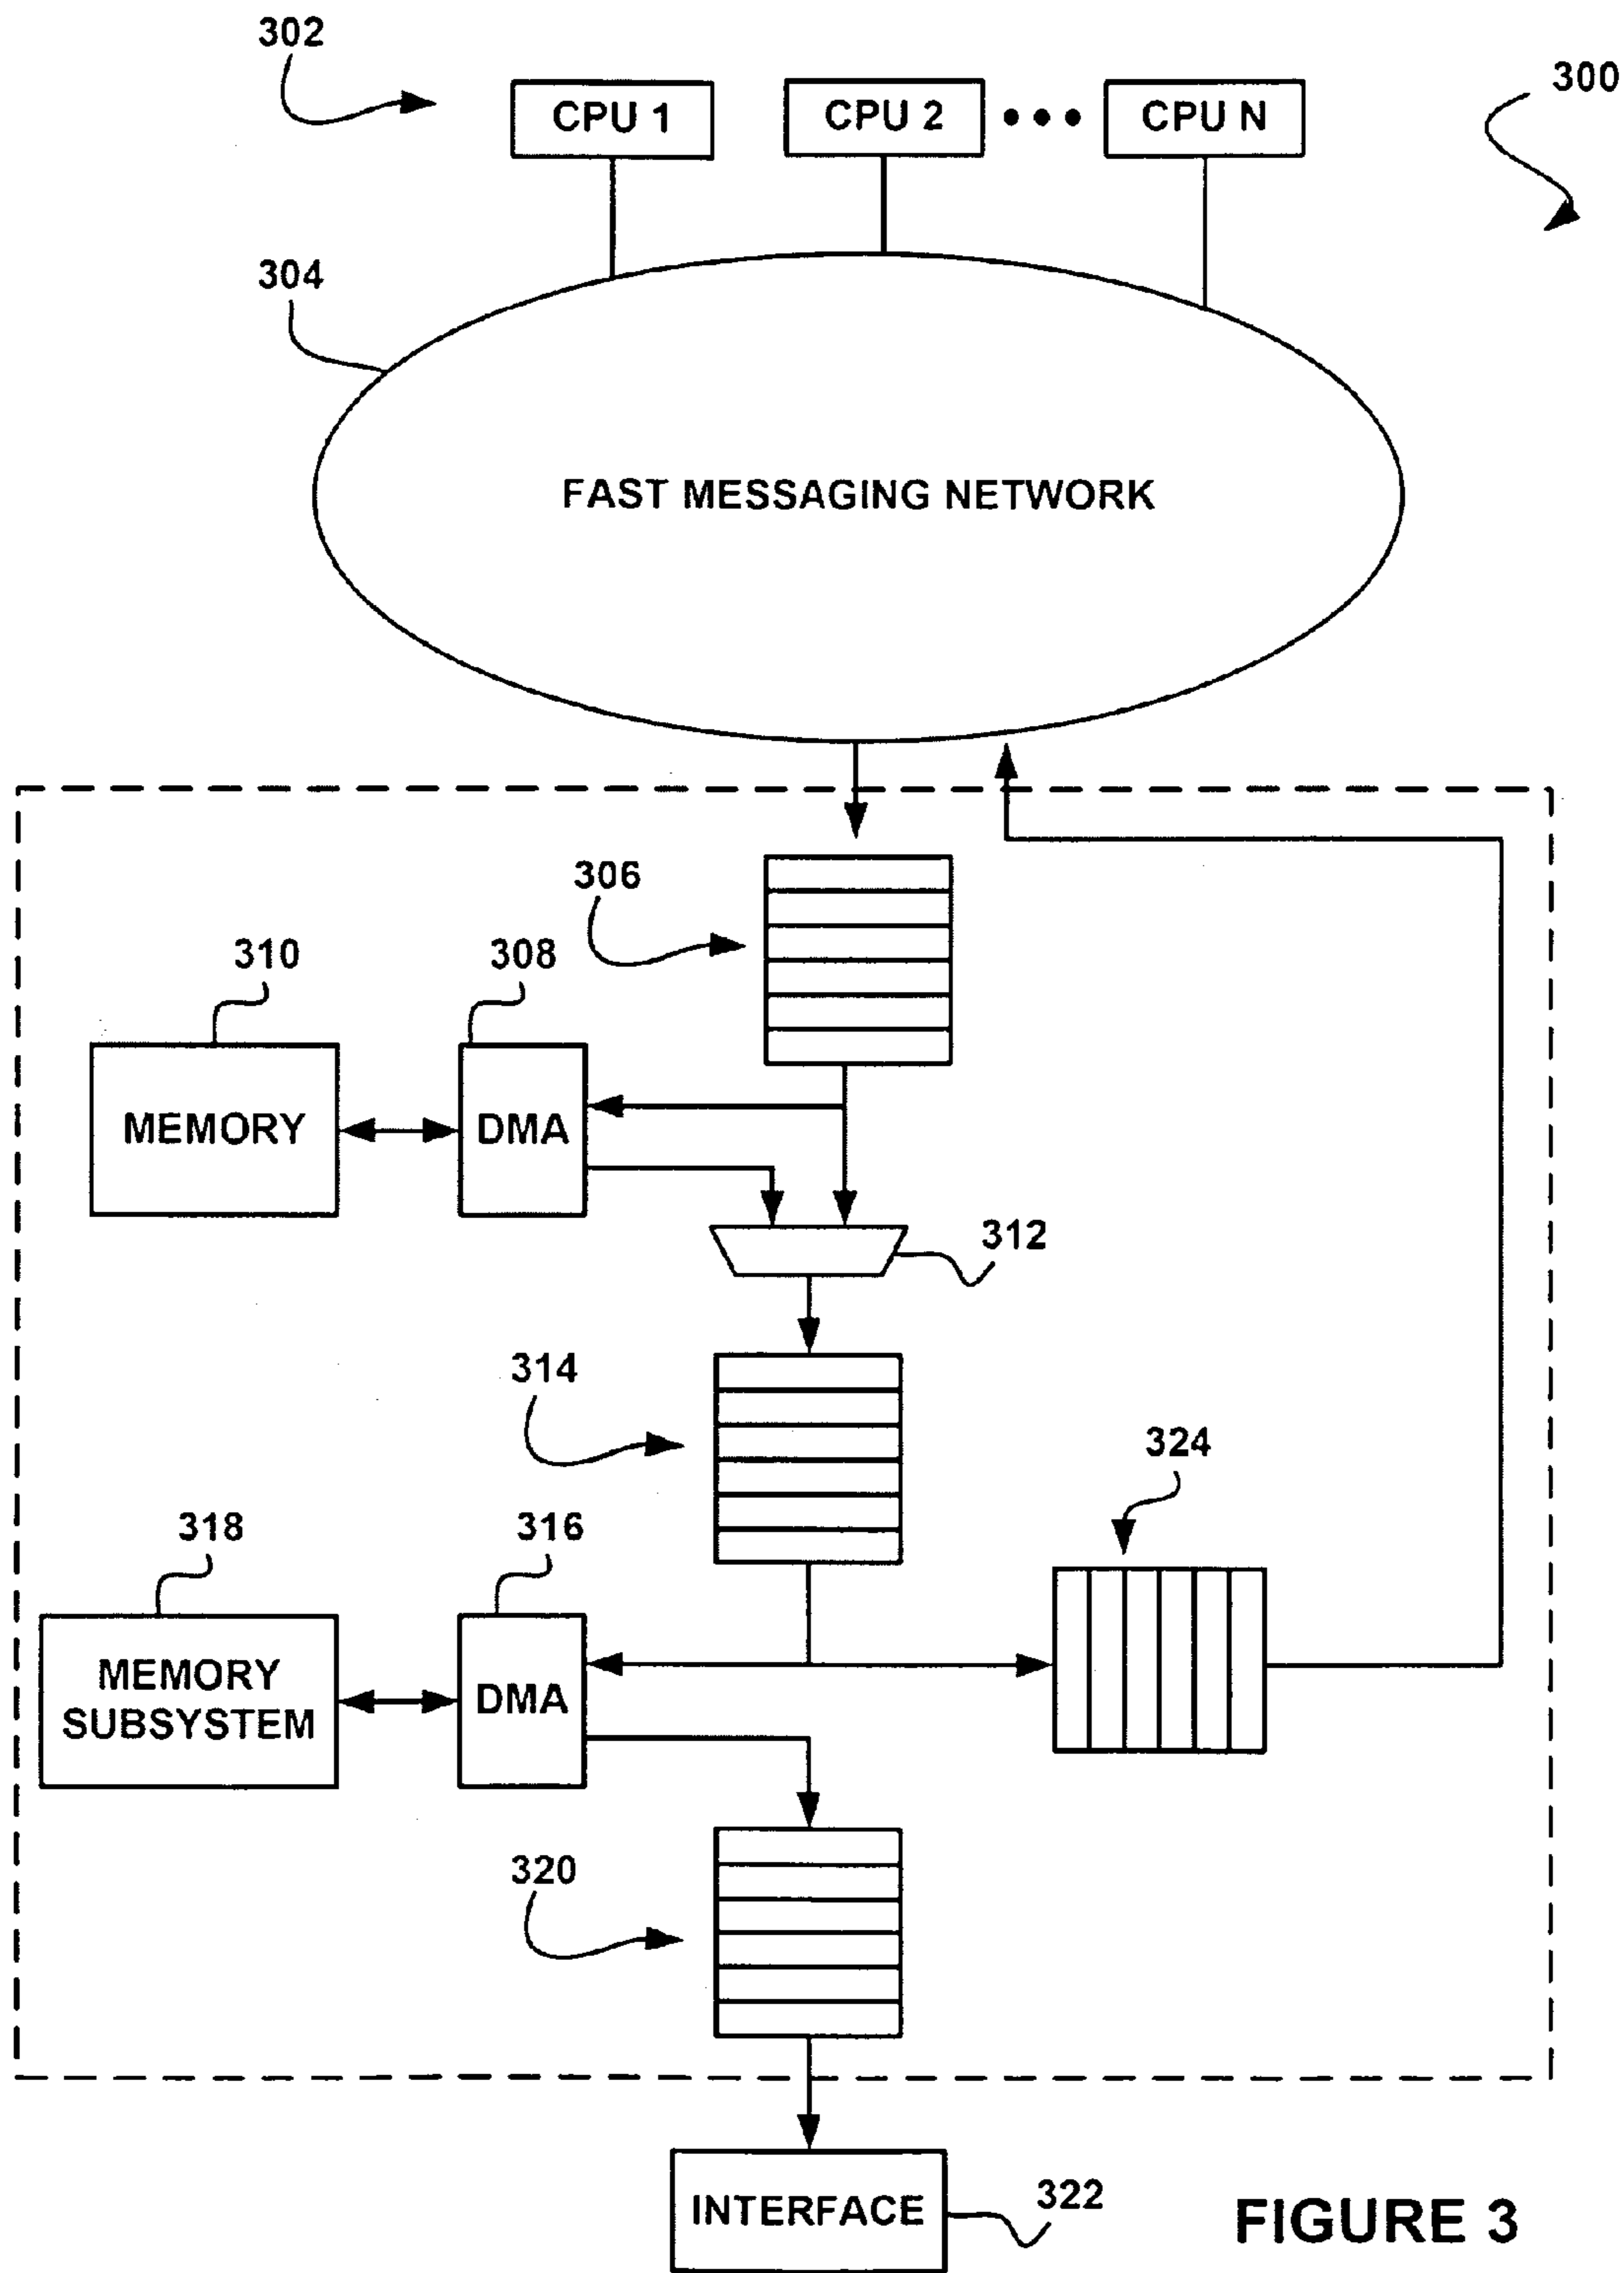 302
CPU 1
CPU 2
CPU N
300
304
FAST MESSAGING NETWORK
306
310
308
MEMORY
DMA
312
314
324
318
316
MEMORY
SUBSYSTEM
DMA
320
INTERFACE
322
FIGURE 3